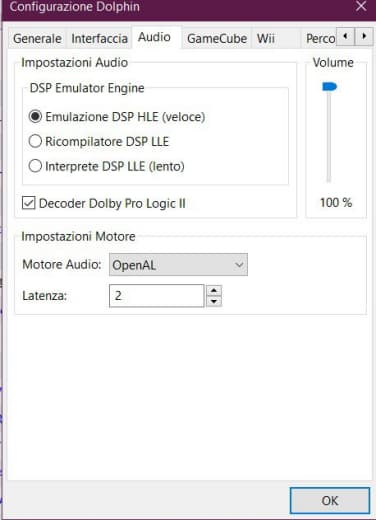 Configurazione Dolphin
Generale Interfaccia Audio GameCube Wii Perco
Impostazioni Audio
Volume
DSP Emulator Engine
Emulazione DSP HLE (veloce)
Ricompilatore DSP LLE
Interprete DSP LLE (lento)
Decoder Dolby Pro Logic II
100 %
Impostazioni Motore
Motore Audio: OpenAL
Latenza: 2
OK